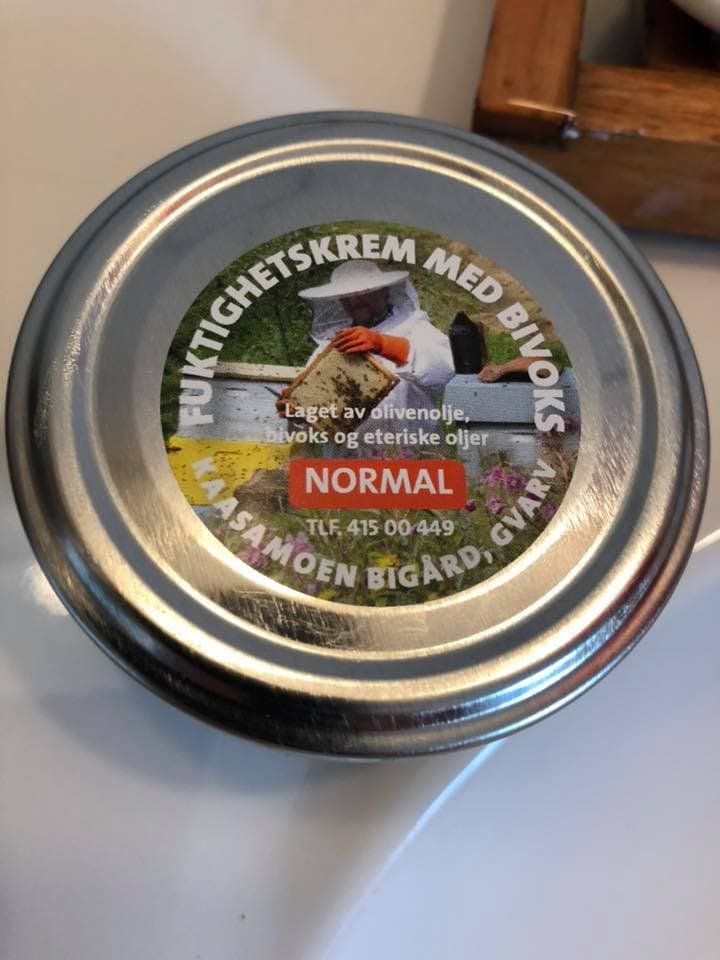 FUKTIGHETSKREM MED BIVOKS
Laget av olivenolje,
bivoks og eteriske oljer
NORMAL
TLF. 415 00 449
KAASAMOEN BIGÅRD, GVARV